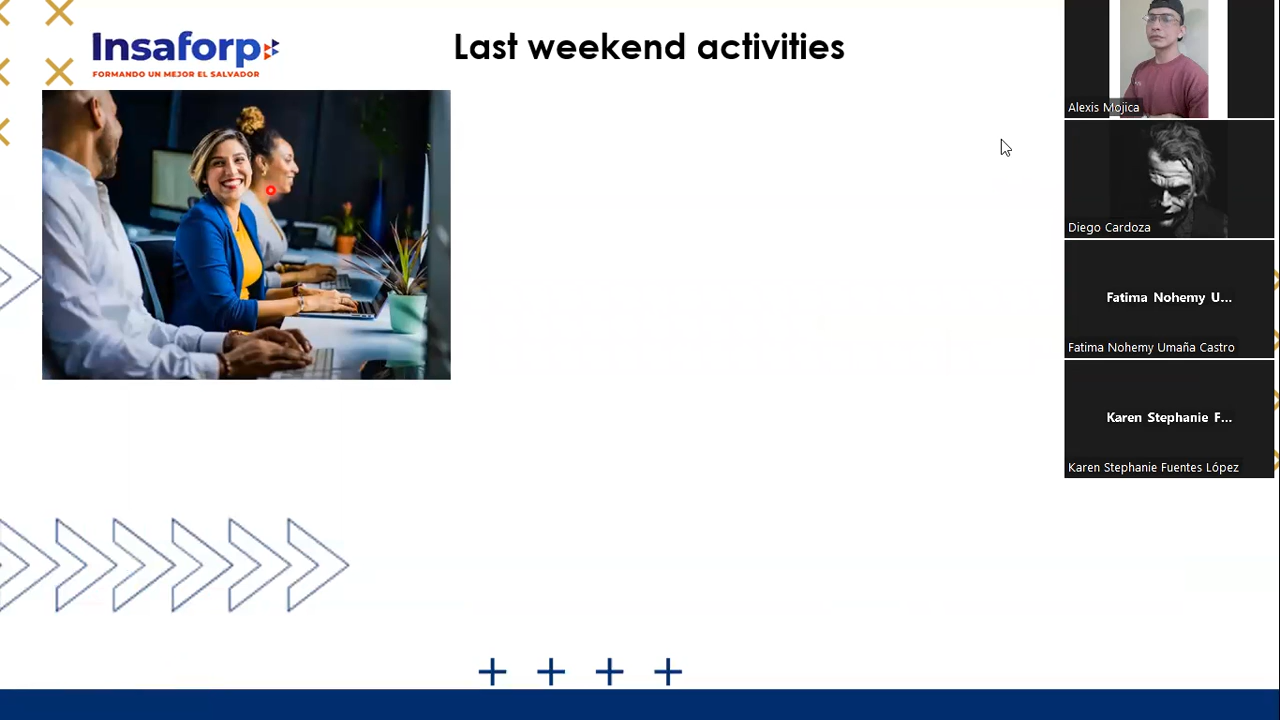 Insaforp
FORMANDO UN MEJOR EL SALVADOR
Last weekend activities
Alexis Mojica
Diego Cardoza
Fatima Nohemy U...
Fatima Nohemy Umaña Castro
Karen Stephanie F...
Karen Stephanie Fuentes López